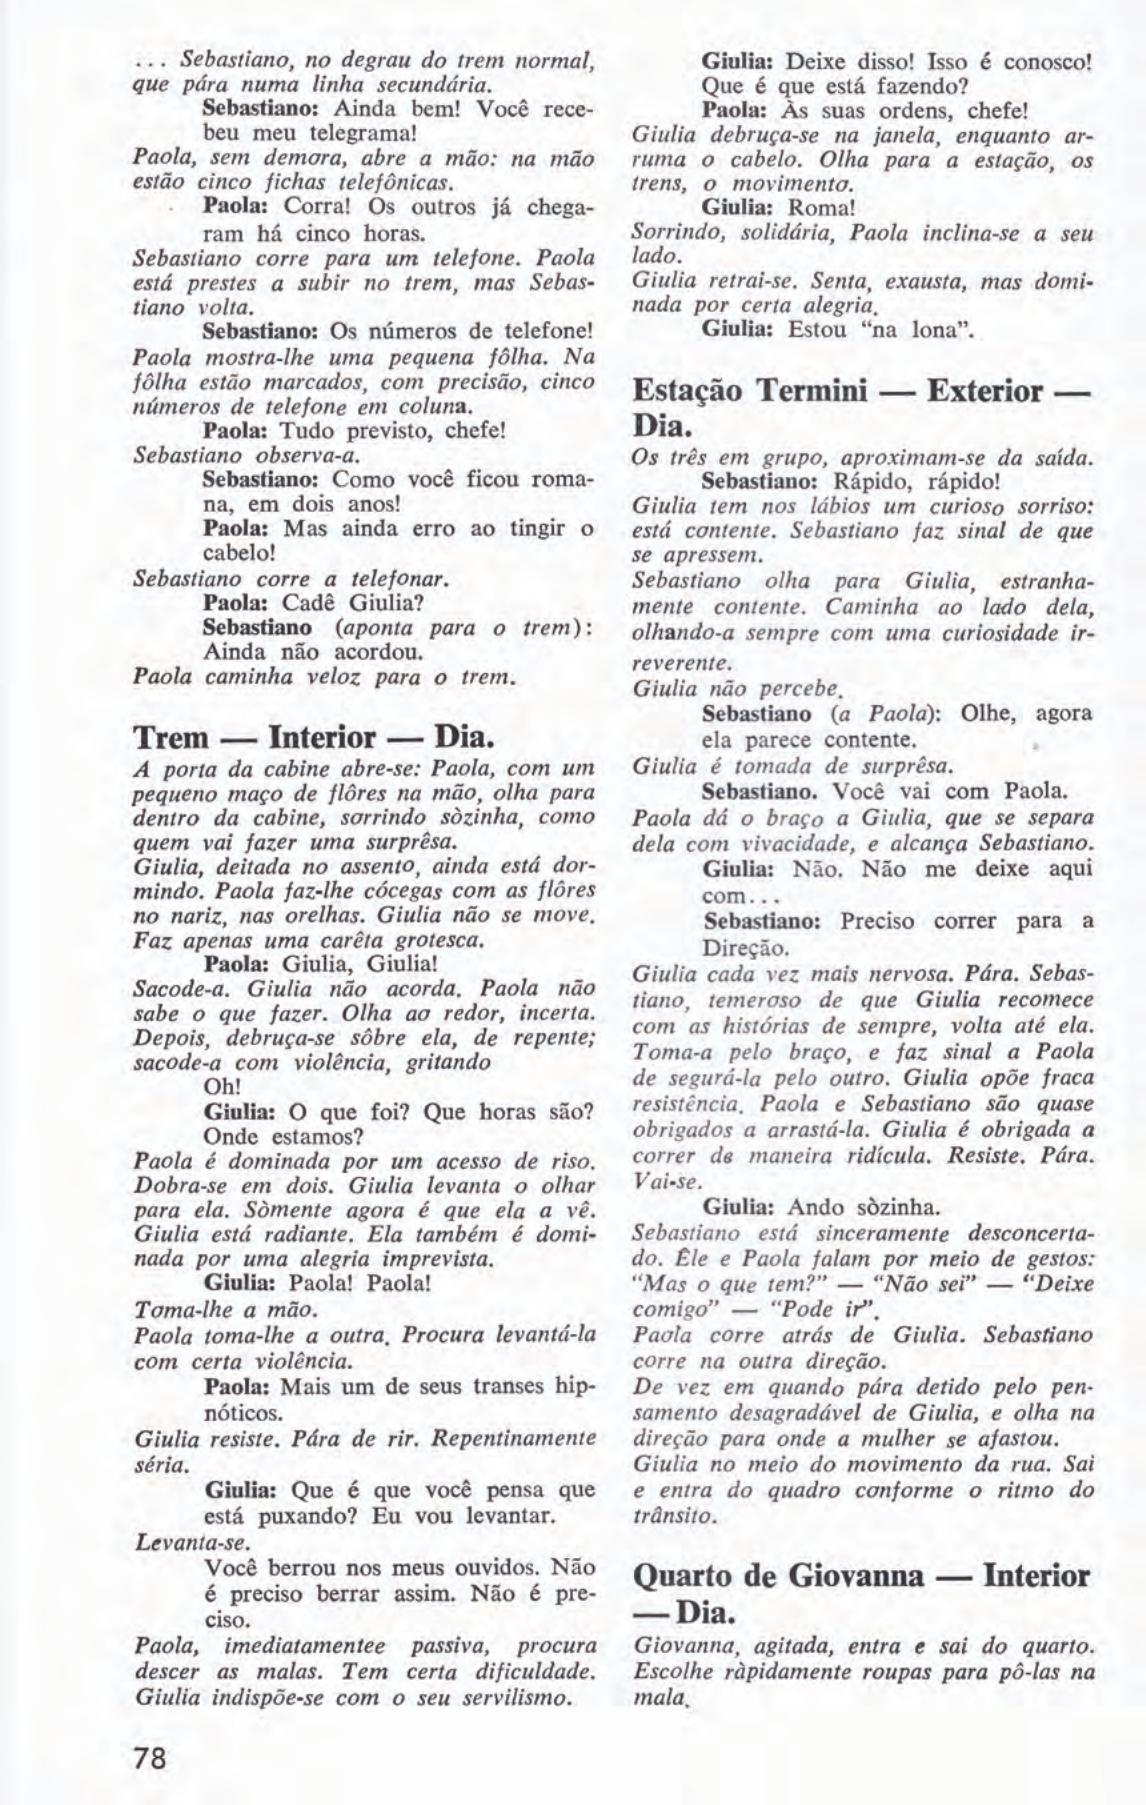 ... Sebastiano, no degrau do trem normal,
que pára numa linha secundária.
Sebastiano: Ainda bem! Você rece-
beu meu telegrama!
Paola, sem demora, abre a mão: na mão
estão cinco fichas telefônicas.
Paola: Corra! Os outros já chega-
ram há cinco horas.
Sebastiano corre para um telefone. Paola
está prestes a subir no trem, mas Sebas-
tiano volta.
Sebastiano: Os números de telefone!
Paola mostra-lhe uma pequena fôlha. Na
fôlha estão marcados, com precisão, cinco
números de telefone em coluna.
Paola: Tudo previsto, chefe!
Sebastiano observa-a.
Sebastiano: Como você ficou roma-
na, em dois anos!
Paola: Mas ainda erro ao tingir o
cabelo!
Sebastiano corre a telefonar.
Paola: Cadê Giulia?
Sebastiano (aponta para o trem):
Ainda não acordou.
Paola caminha veloz para o trem.
Trem — Interior — Dia.
A porta da cabine abre-se: Paola, com um
pequeno maço de flôres na mão, olha para
dentro da cabine, sorrindo sòzinha, como
quem vai fazer uma surprêsa.
Giulia, deitada no assento, ainda está dor-
mindo. Paola faz-lhe cócegas com as flôres
no nariz, nas orelhas. Giulia não se move.
Faz apenas uma carêta grotesca.
Paola: Giulia, Giulia!
Sacode-a. Giulia não acorda. Paola não
sabe o que fazer. Olha ao redor, incerta.
Depois, debruça-se sôbre ela, de repente;
sacode-a com violência, gritando
Oh!
Giulia: O que foi? Que horas são?
Onde estamos?
Paola é dominada por um acesso de riso.
Dobra-se em dois. Giulia levanta o olhar
para ela. Sòmente agora é que ela a vê.
Giulia está radiante. Ela também é domi-
nada por uma alegria imprevista.
Giulia: Paola! Paola!
Toma-lhe a mão.
Paola toma-lhe a outra. Procura levantá-la
com certa violência.
Paola: Mais um de seus transes hip-
nóticos.
Giulia resiste. Pára de rir. Repentinamente
séria.
Giulia: Que é que você pensa que
está puxando? Eu vou levantar.
Levanta-se.
Você berrou nos meus ouvidos. Não
é preciso berrar assim. Não é pre-
ciso.
Paola, imediatamentee passiva, procura
descer as malas. Tem certa dificuldade.
Giulia indispõe-se com o seu servilismo.
Giulia: Deixe disso! Isso é conosco!
Que é que está fazendo?
Paola: Às suas ordens, chefe!
Giulia debruça-se na janela, enquanto ar-
ruma o cabelo. Olha para a estação, os
trens, o movimento.
Giulia: Roma!
Sorrindo, solidária, Paola inclina-se a seu
lado.
Giulia retrai-se. Senta, exausta, mas domi-
nada por certa alegria.
Giulia: Estou “na lona”.
Estação Termini — Exterior —
Dia.
Os três em grupo, aproximam-se da saída.
Sebastiano: Rápido, rápido!
Giulia tem nos lábios um curioso sorriso:
está contente. Sebastiano faz sinal de que
se apressem.
Sebastiano olha para Giulia, estranha-
mente contente. Caminha ao lado dela,
olhando-a sempre com uma curiosidade ir-
reverente.
Giulia não percebe.
Sebastiano (a Paola): Olhe, agora
ela parece contente.
Giulia é tomada de surprêsa.
Sebastiano. Você vai com Paola.
Paola dá o braço a Giulia, que se separa
dela com vivacidade, e alcança Sebastiano.
Giulia: Não. Não me deixe aqui
com...
Sebastiano: Preciso correr para a
Direção.
Giulia cada vez mais nervosa. Pára. Sebas-
tiano, temeroso de que Giulia recomece
com as histórias de sempre, volta até ela.
Toma-a pelo braço, e faz sinal a Paola
de segurá-la pelo outro. Giulia opõe fraca
resistência. Paola e Sebastiano são quase
obrigados a arrastá-la. Giulia é obrigada a
correr de maneira ridícula. Resiste. Pára.
Vai-se.
Giulia: Ando sòzinha.
Sebastiano está sinceramente desconcerta-
do. Êle e Paola falam por meio de gestos:
“Mas o que tem?” — “Não sei” — “Deixe
comigo” — “Pode ir”.
Paola corre atrás de Giulia. Sebastiano
corre na outra direção.
De vez em quando pára detido pelo pen-
samento desagradável de Giulia, e olha na
direção para onde a mulher se afastou.
Giulia no meio do movimento da rua. Sai
e entra do quadro conforme o ritmo do
trânsito.
Quarto de Giovanna — Interior
— Dia.
Giovanna, agitada, entra e sai do quarto.
Escolhe ràpidamente roupas para pô-las na
mala.
78